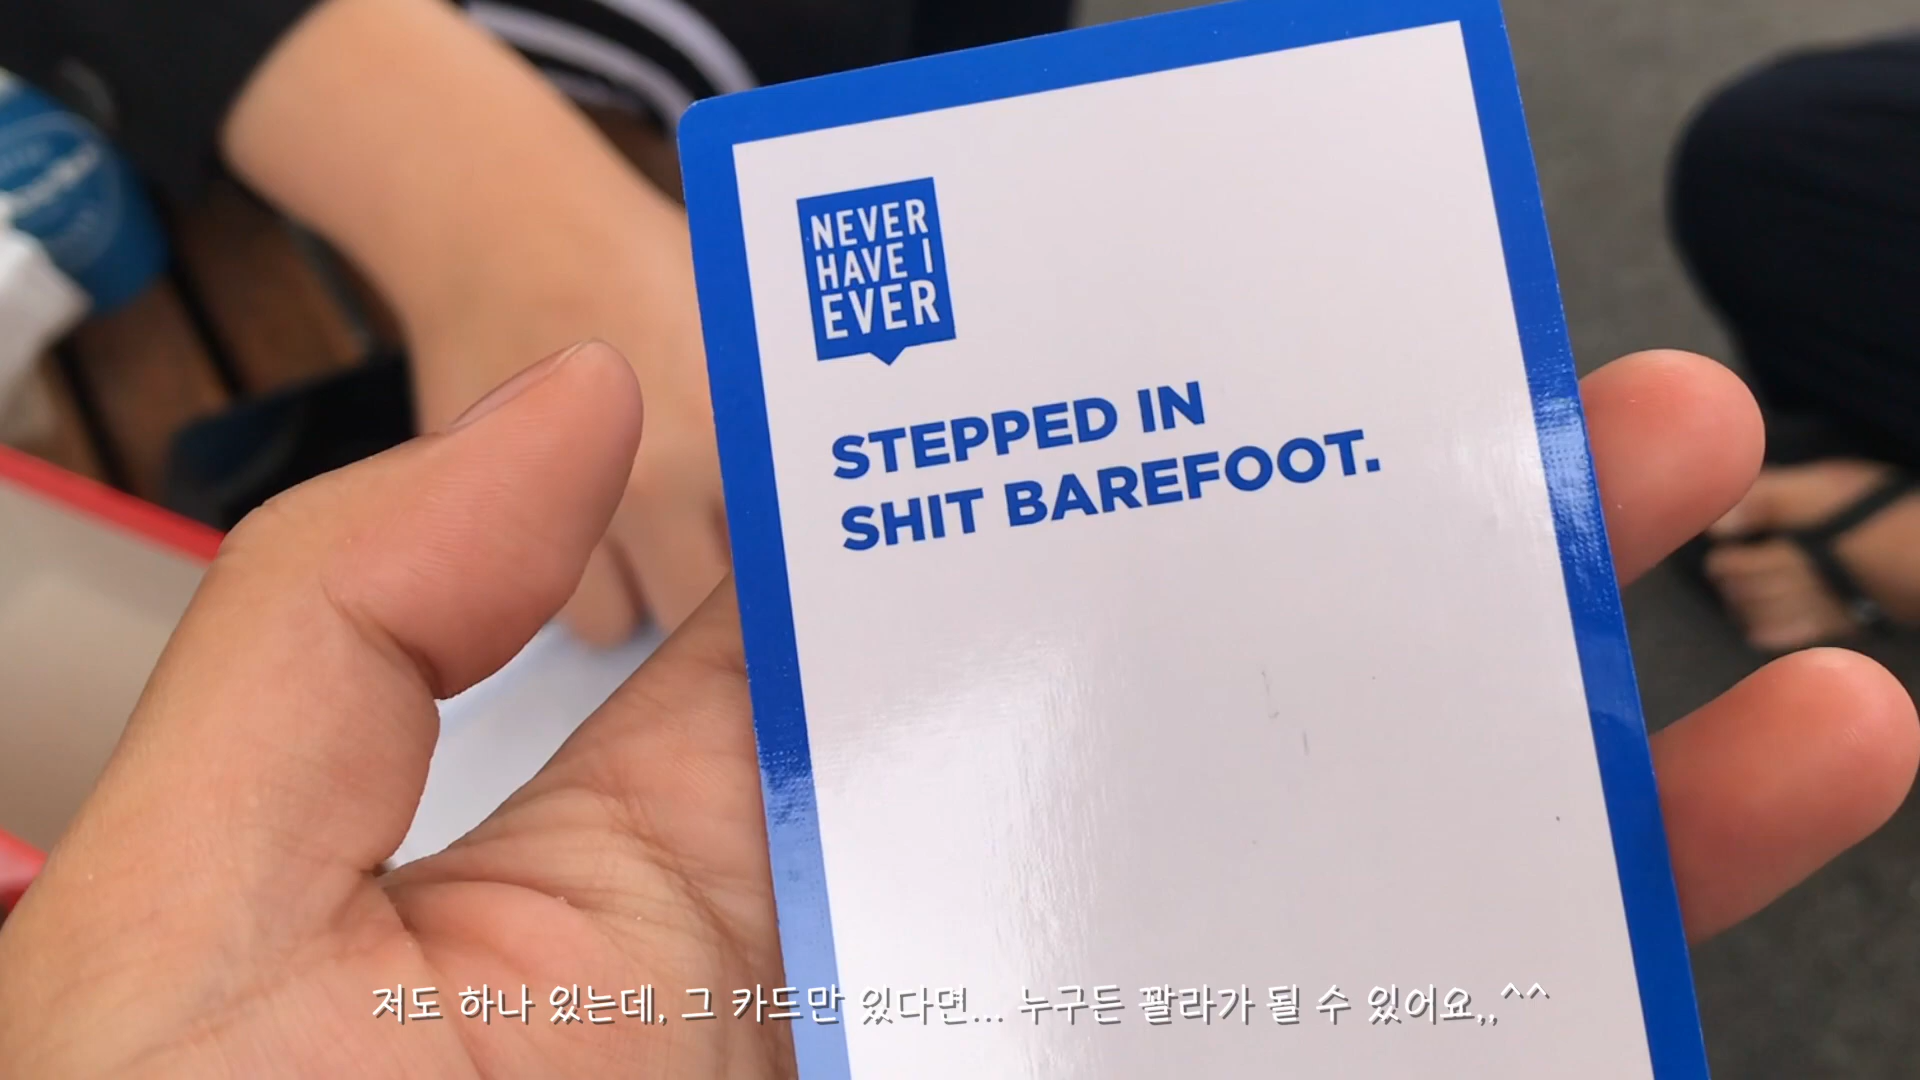 NEVER
HAVE I
EVER
STEPPED IN
SHIT BAREFOOT.
저도 하나 있는데, 그 카드만 있다면... 누구든 꽐라가 될 수 있어요,, ^^